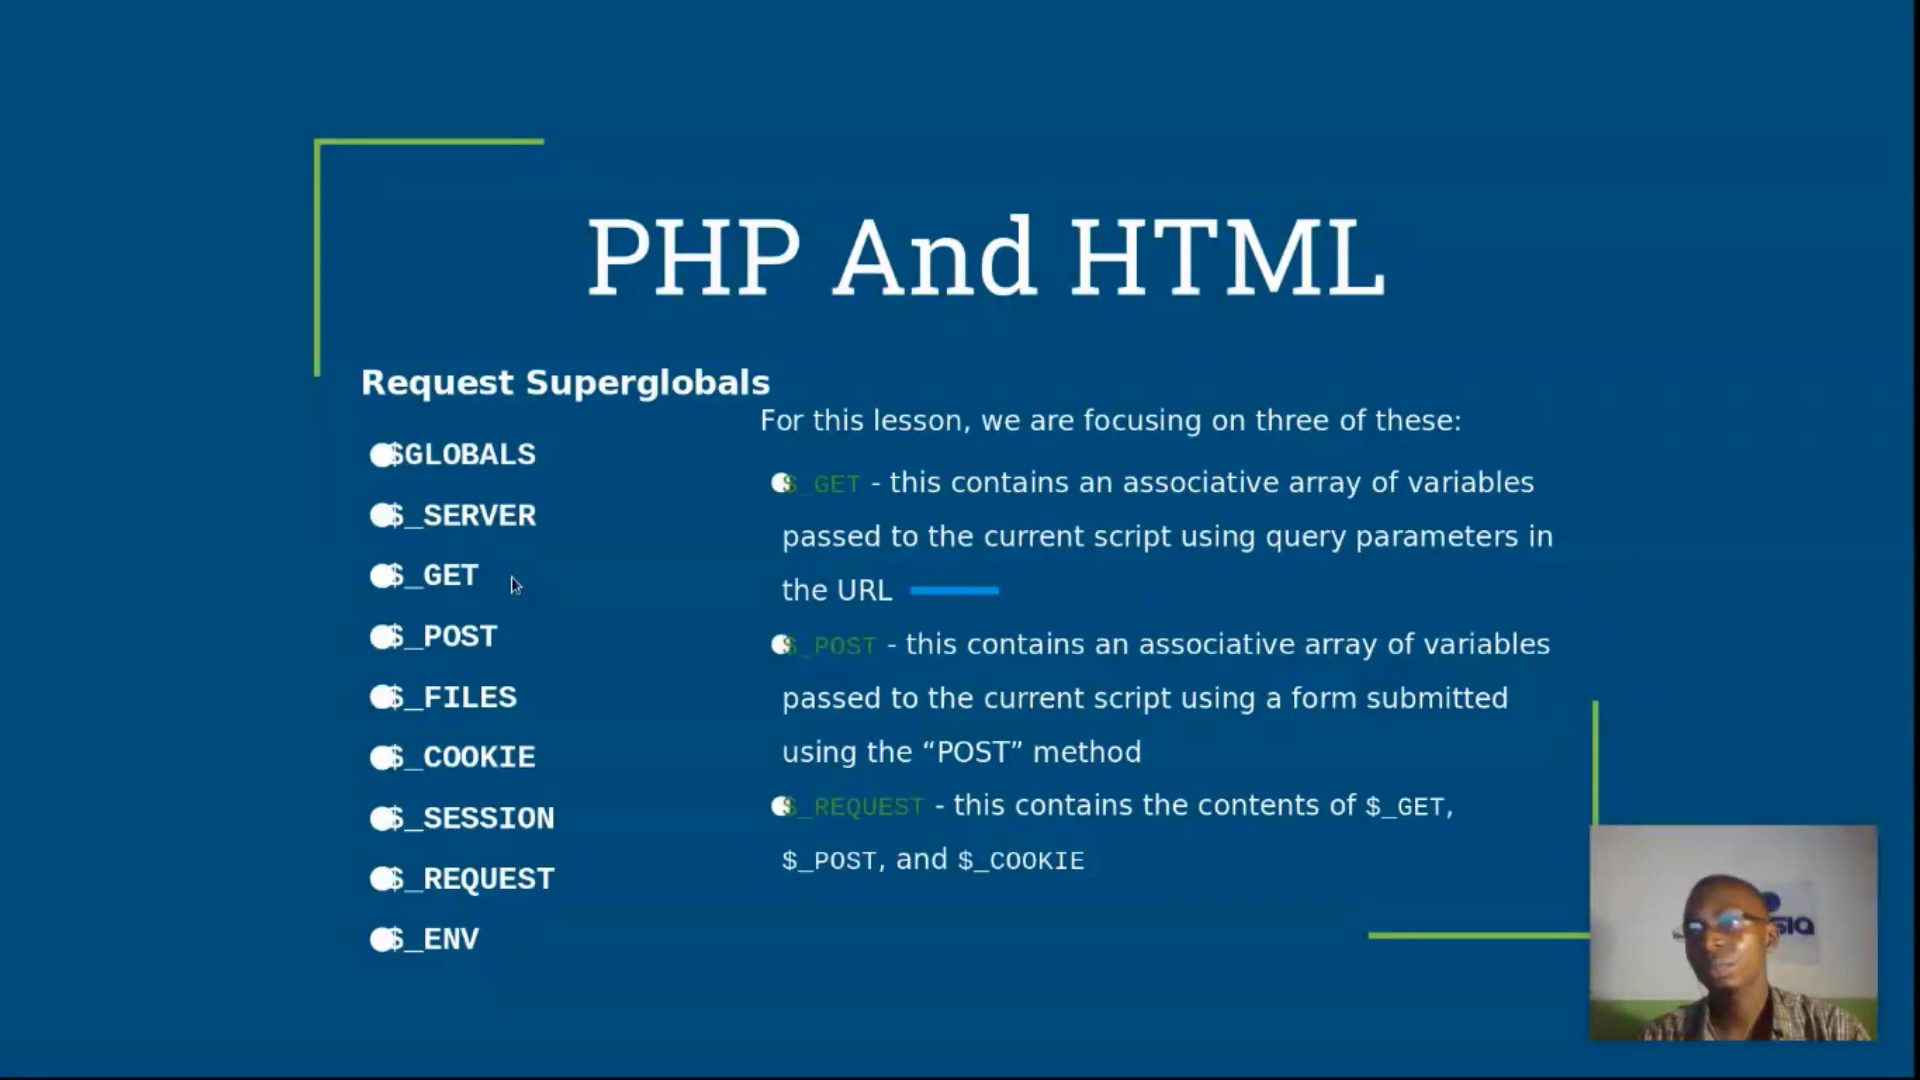 PHP And HTML
Request Superglobals
$GLOBALS
$_SERVER
$_GET
$_POST
$_FILES
$_COOKIE
$_SESSION
$_REQUEST
$_ENV
For this lesson, we are focusing on three of these:
$_GET - this contains an associative array of variables
passed to the current script using query parameters in
the URL
$_POST - this contains an associative array of variables
passed to the current script using a form submitted
using the “POST” method
$_REQUEST - this contains the contents of $_GET,
$_POST, and $_COOKIE